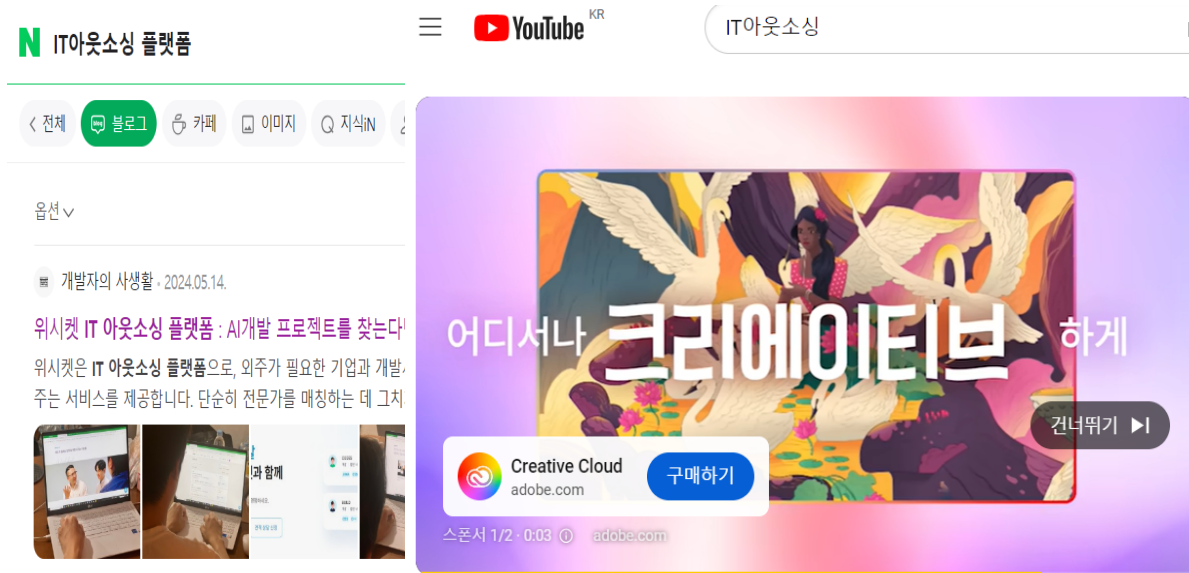 N IT아웃소싱 플랫폼
전체 블로그 카페 이미지 지식iN
옵션
개발자의 사생활 2024.05.14.
위시켓 IT 아웃소싱 플랫폼 : AI개발 프로젝트를 찾는다
위시켓은 IT 아웃소싱 플랫폼으로, 외주가 필요한 기업과 개발
주는 서비스를 제공합니다. 단순히 전문가를 매칭하는 데 그치
과 함께
YouTube KR
IT아웃소싱
어디서나 크리에이티브 하게
건너뛰기
Creative Cloud
adobe.com
구매하기
스폰서 1/2 · 0:03 adobe.com